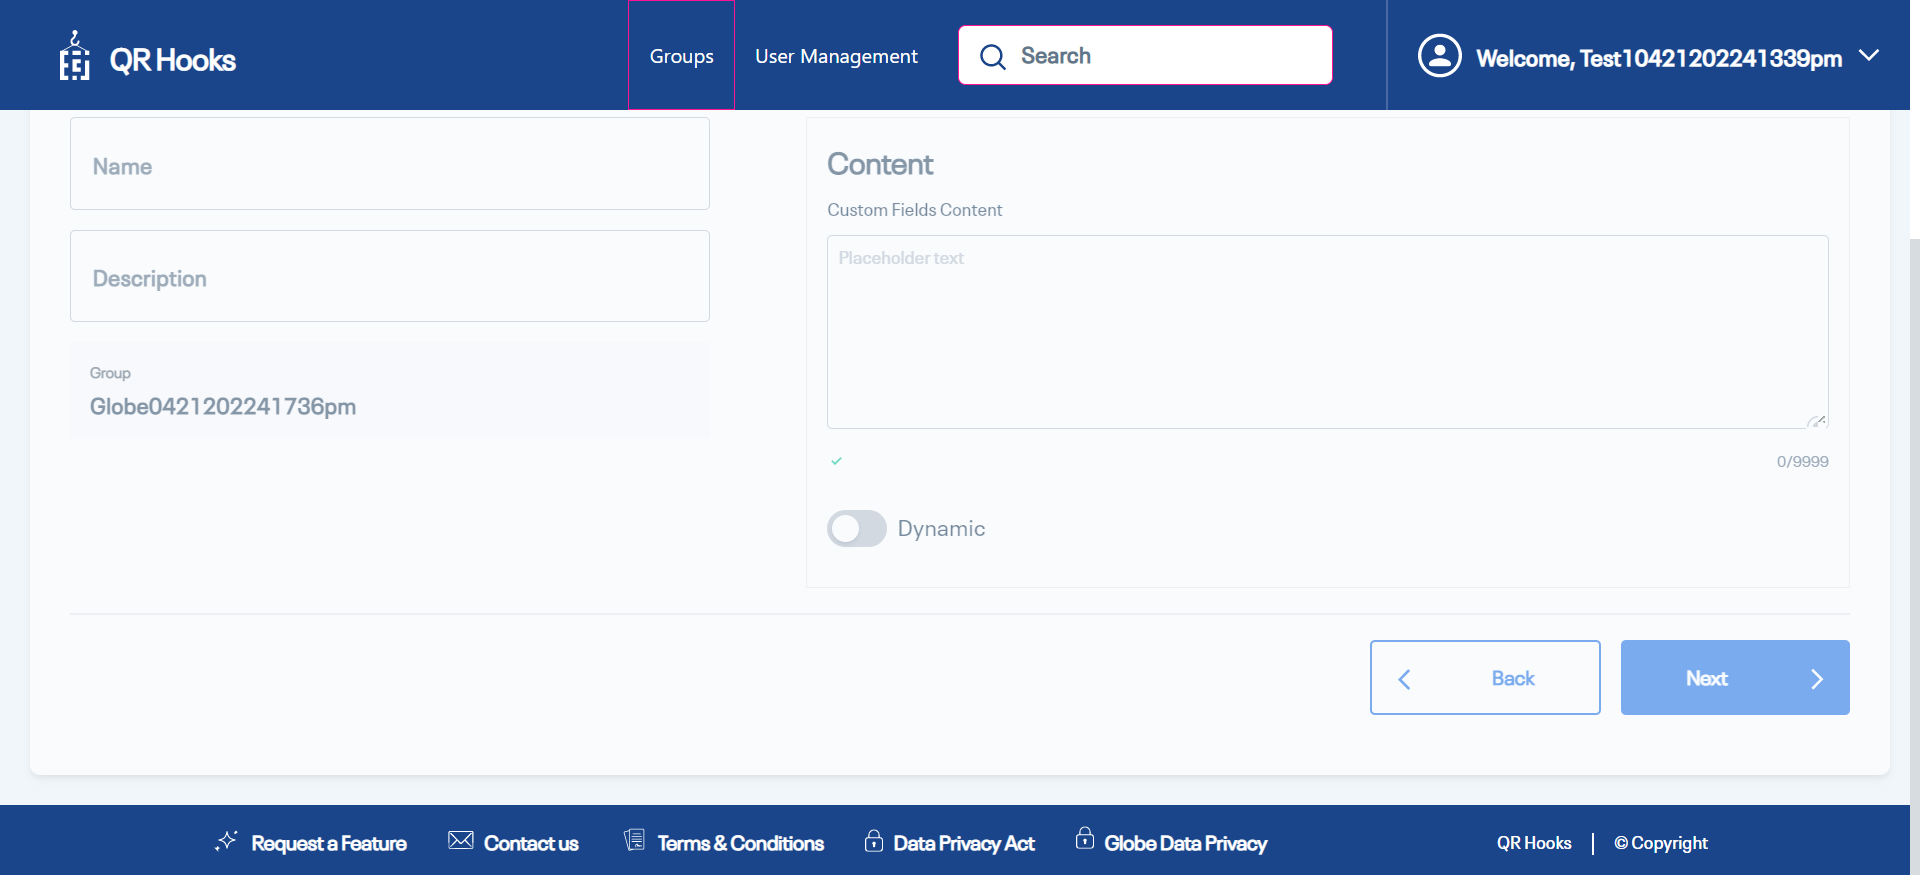 QR Hooks
Groups
User Management
Search
Welcome, Test10421202241339pm
Name
Description
Group
Globe0421202241736pm
Content
Custom Fields Content
Placeholder text
0/9999
Dynamic
Back
Next
Request a Feature
Contact us
Terms & Conditions
Data Privacy Act
Globe Data Privacy
QR Hooks
© Copyright